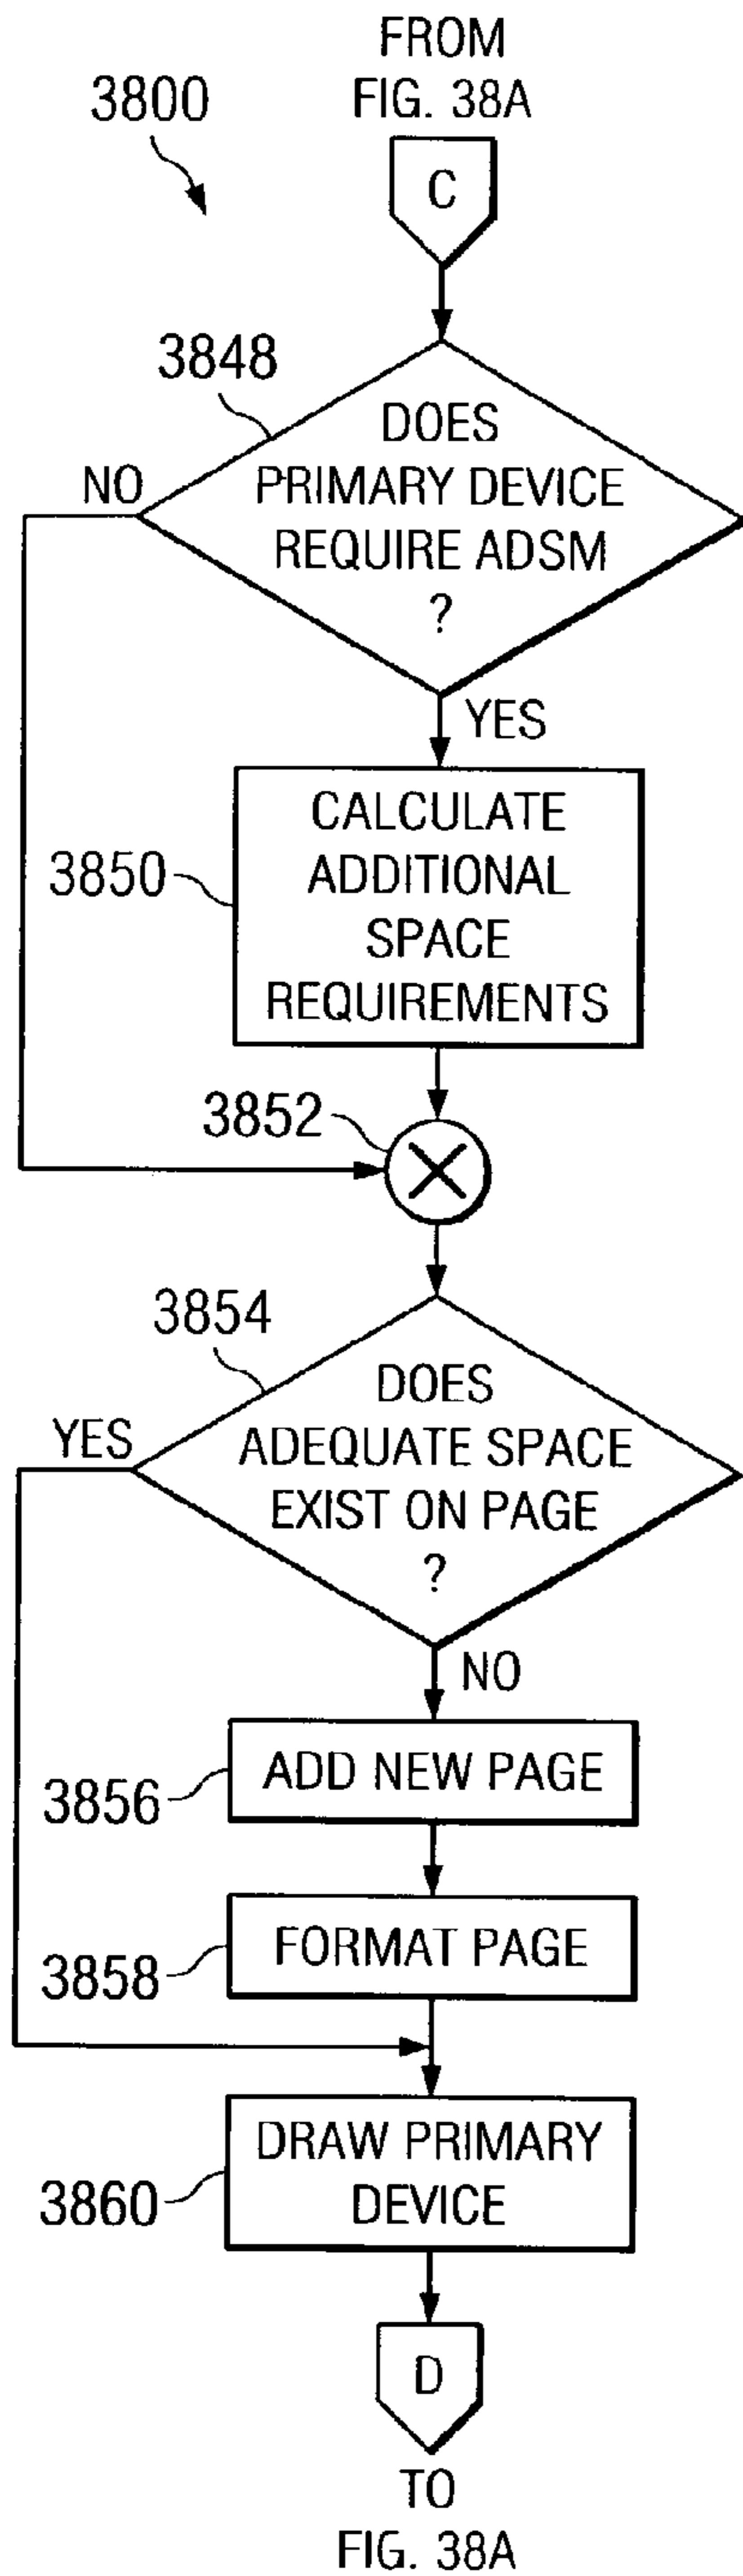 FROM
FIG. 38A
3800
C
3848
DOES
PRIMARY DEVICE
REQUIRE ADSM
?
NO
YES
CALCULATE
ADDITIONAL
SPACE
REQUIREMENTS
3850
3852
3854
DOES
ADEQUATE SPACE
EXIST ON PAGE
?
YES
NO
ADD NEW PAGE
3856
FORMAT PAGE
3858
DRAW PRIMARY
DEVICE
3860
D
TO
FIG. 38A